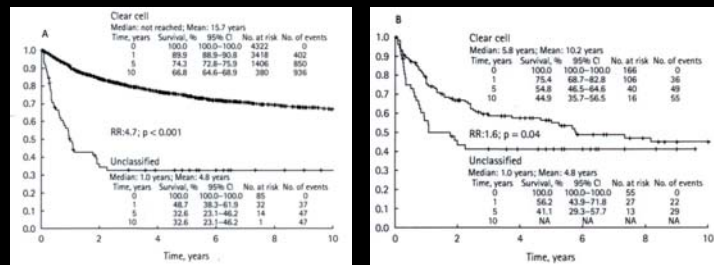 A
Clear cell
Median: not reached; Mean: 15.7 years
Time, years Survival, % 95% CI No. at risk No. of events
0 100.0 100.0–100.0 4322 0
1 89.9 88.9–90.8 3418 402
5 74.3 72.8–75.9 1406 850
10 66.8 64.6–68.9 380 936
1.0
0.9
0.8
0.7
0.6
0.5
0.4
0.3
0.2
0.1
0.0
RR:4.7; p < 0.001
Unclassified
Median: 1.0 years; Mean: 4.8 years
Time, years Survival, % 95% CI No. at risk No. of events
0 100.0 100.0–100.0 85 0
1 48.7 38.3–61.9 32 37
5 32.6 23.1–46.2 14 47
10 32.6 23.1–46.2 1 47
0 2 4 6 8 10
Time, years
B
Clear cell
Median: 5.8 years; Mean: 10.2 years
Time, years Survival, % 95% CI No. at risk No. of events
0 100.0 100.0–100.0 166 0
1 75.4 68.7–82.8 106 36
5 54.8 46.5–64.6 40 49
10 44.9 35.7–56.5 16 55
1.0
0.9
0.8
0.7
0.6
0.5
0.4
0.3
0.2
0.1
0.0
RR:1.6; p = 0.04
Unclassified
Median: 1.0 years; Mean: 4.8 years
Time, years Survival, % 95% CI No. at risk No. of events
0 100.0 100.0–100.0 55 0
1 56.2 43.9–71.8 27 22
5 41.1 29.3–57.7 13 29
10 NA NA NA NA
0 2 4 6 8 10
Time, years